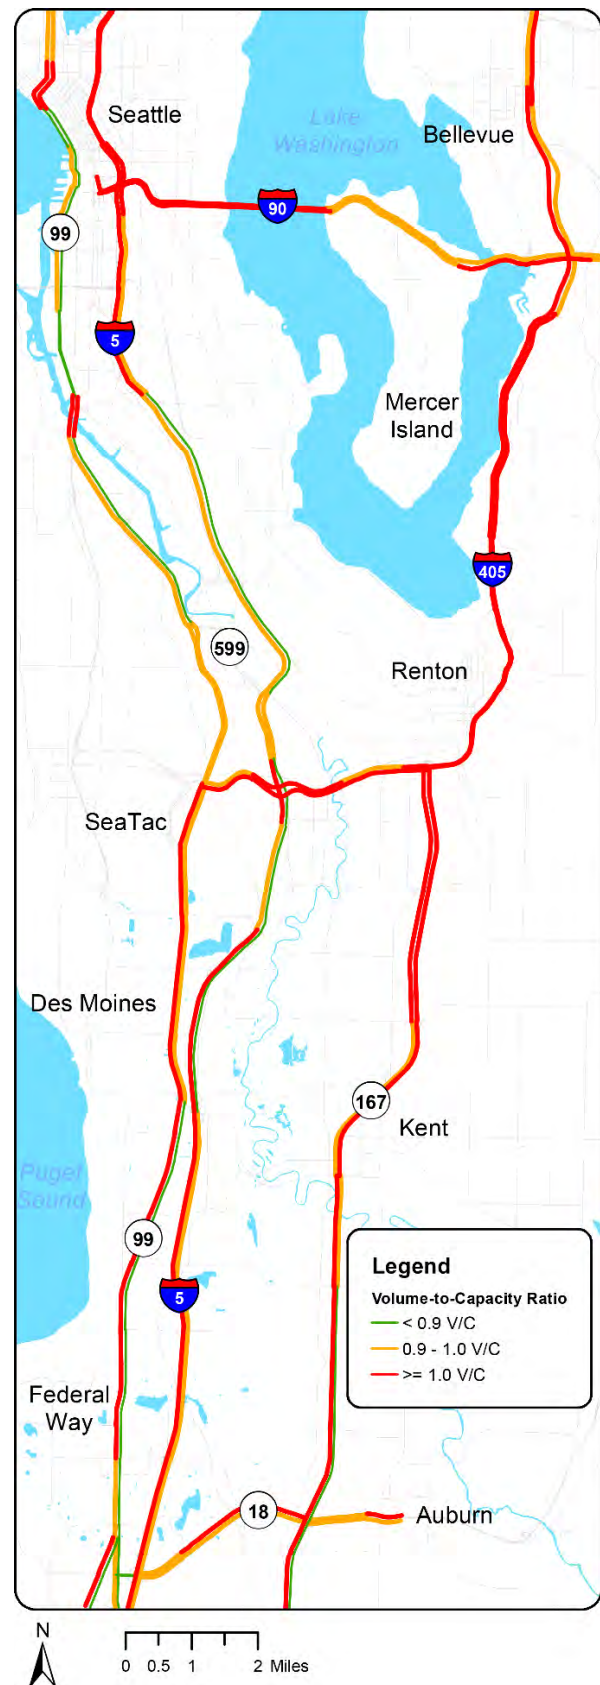 Seattle
Lake
Washington
Bellevue
90
99
5
Mercer
Island
405
599
Renton
SeaTac
Des Moines
167
Kent
Puget
Sound
99
5
Legend
Volume-to-Capacity Ratio
< 0.9 V/C
0.9 - 1.0 V/C
>= 1.0 V/C
Federal
Way
18
Auburn
N
0 0.5 1 2 Miles